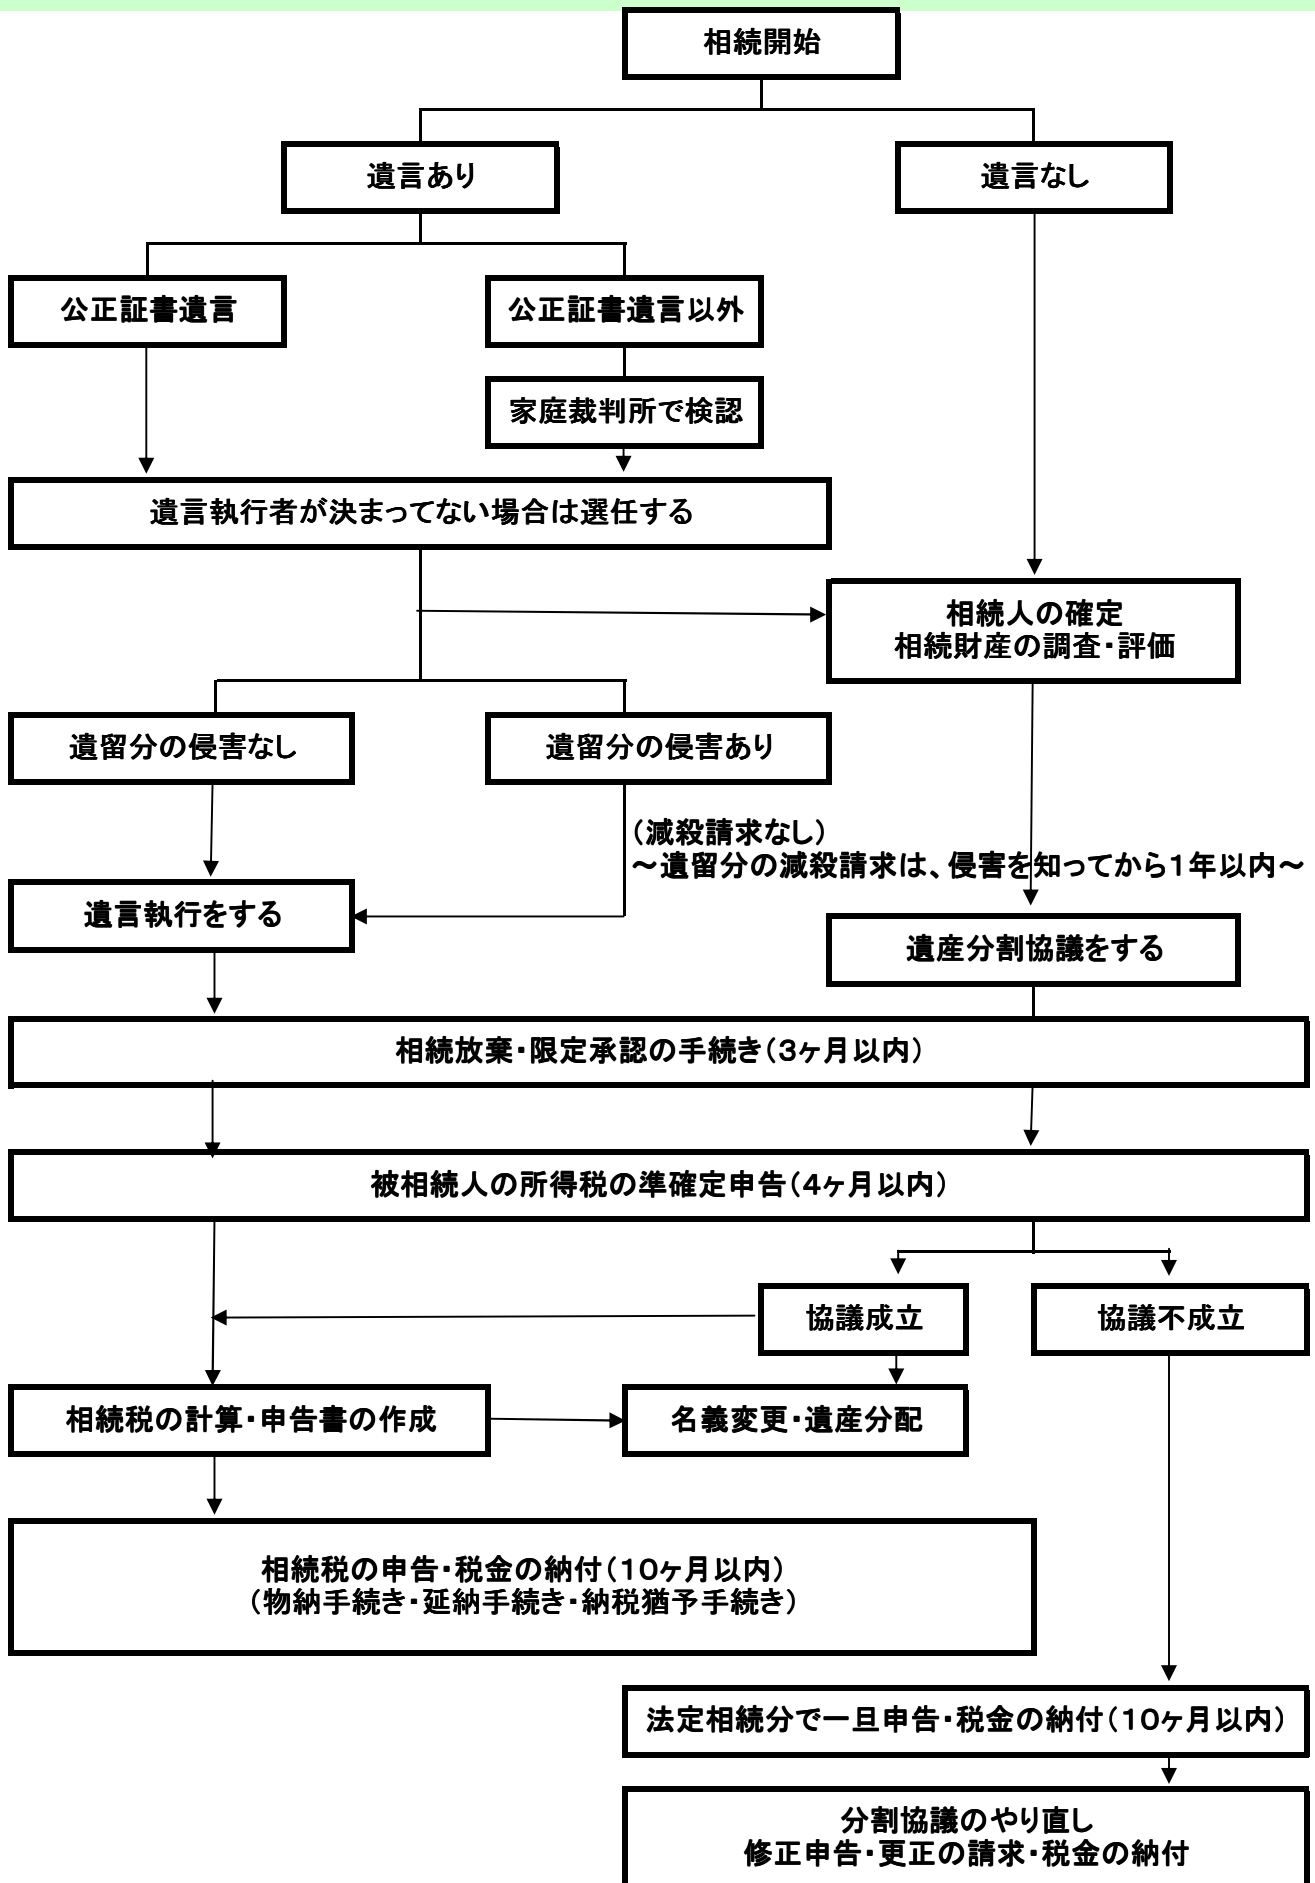 相続開始
遺言あり
遺言なし
公正証書遺言
公正証書遺言以外
家庭裁判所で検認
遺言執行者が決まってない場合は選任する
相続人の確定
相続財産の調査・評価
遺留分の侵害なし
遺留分の侵害あり
(減殺請求なし)
～遺留分の減殺請求は、侵害を知ってから1年以内～
遺言執行をする
遺産分割協議をする
相続放棄・限定承認の手続き(3ヶ月以内)
被相続人の所得税の準確定申告(4ヶ月以内)
協議成立
協議不成立
相続税の計算・申告書の作成
名義変更・遺産分配
相続税の申告・税金の納付(10ヶ月以内)
(物納手続き・延納手続き・納税猶予手続き)
法定相続分で一旦申告・税金の納付(10ヶ月以内)
分割協議のやり直し
修正申告・更正の請求・税金の納付